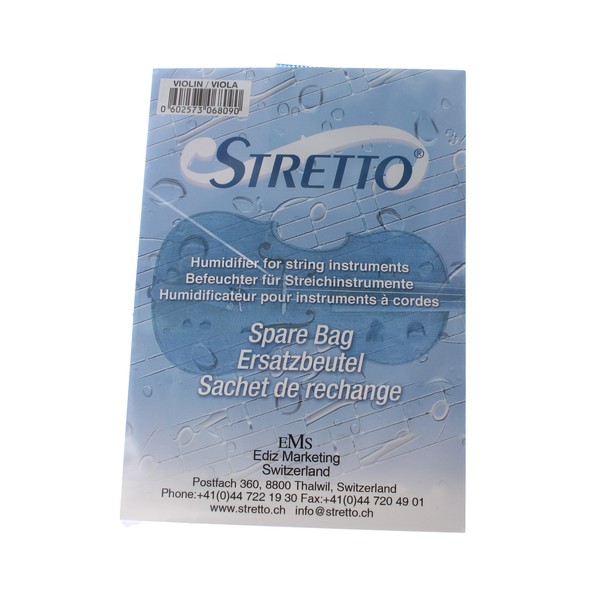 VIOLIN / VIOLA
0 602573 068090
STRETTO®
Humidifier for string instruments
Befeuchter für Streichinstrumente
Humidificateur pour instruments à cordes
Spare Bag
Ersatzbeutel
Sachet de rechange
EMS
Ediz Marketing
Switzerland
Postfach 360, 8800 Thalwil, Switzerland
Phone:+41(0)44 722 19 30 Fax:+41(0)44 720 49 01
www.stretto.ch info@stretto.ch